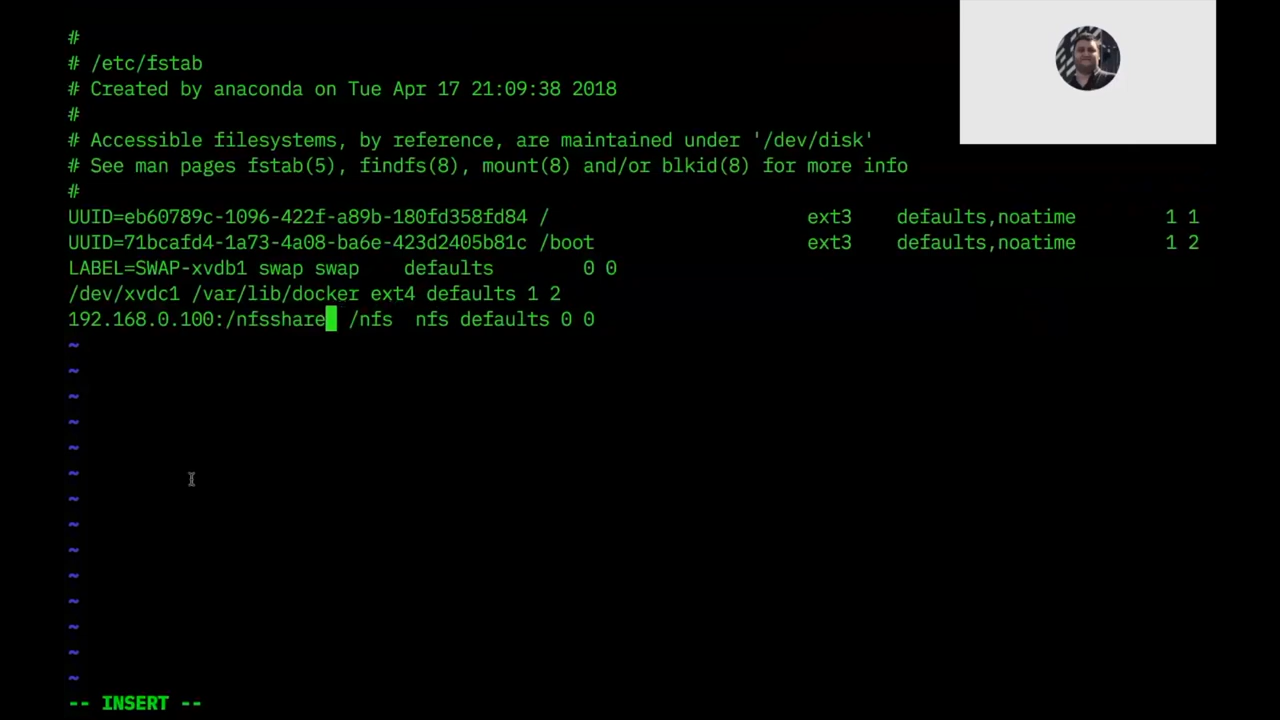 #
# /etc/fstab
# Created by anaconda on Tue Apr 17 21:09:38 2018
#
# Accessible filesystems, by reference, are maintained under '/dev/disk'
# See man pages fstab(5), findfs(8), mount(8) and/or blkid(8) for more info
#
UUID=eb60789c-1096-422f-a89b-180fd358fd84 / ext3 defaults,noatime 1 1
UUID=71bcafd4-1a73-4a08-ba6e-423d2405b81c /boot ext3 defaults,noatime 1 2
LABEL=SWAP-xvdb1 swap swap defaults 0 0
/dev/xvdc1 /var/lib/docker ext4 defaults 1 2
192.168.0.100:/nfsshare /nfs nfs defaults 0 0
~
~
~
~
~
~
~
~
~
~
~
~
~
~
-- INSERT --